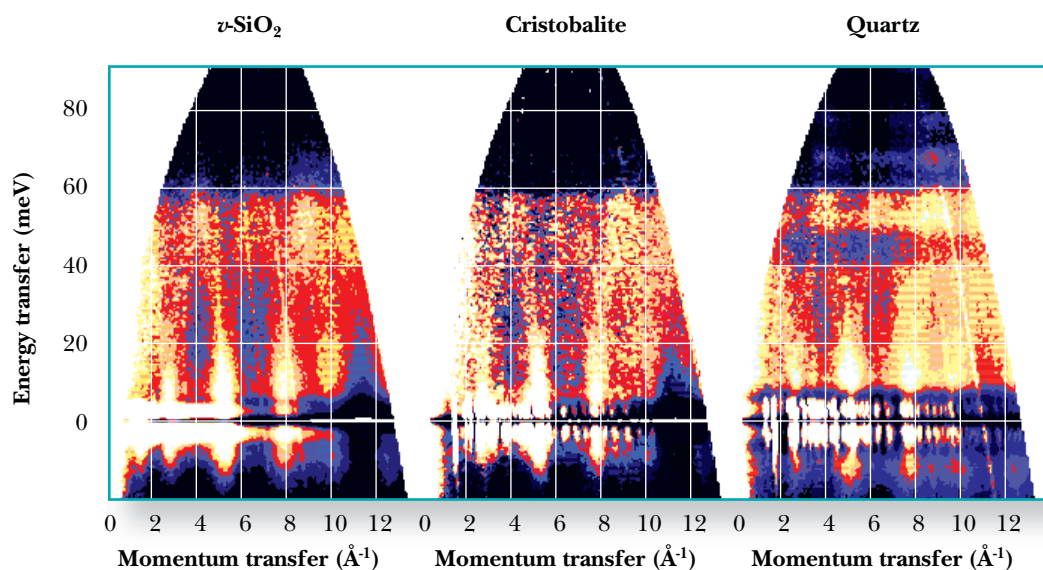 v-SiO2
Cristobalite
Quartz
Energy transfer (meV)
80
60
40
20
0
0 2 4 6 8 10 12
0 2 4 6 8 10 12
0 2 4 6 8 10 12
Momentum transfer (Å-1)
Momentum transfer (Å-1)
Momentum transfer (Å-1)